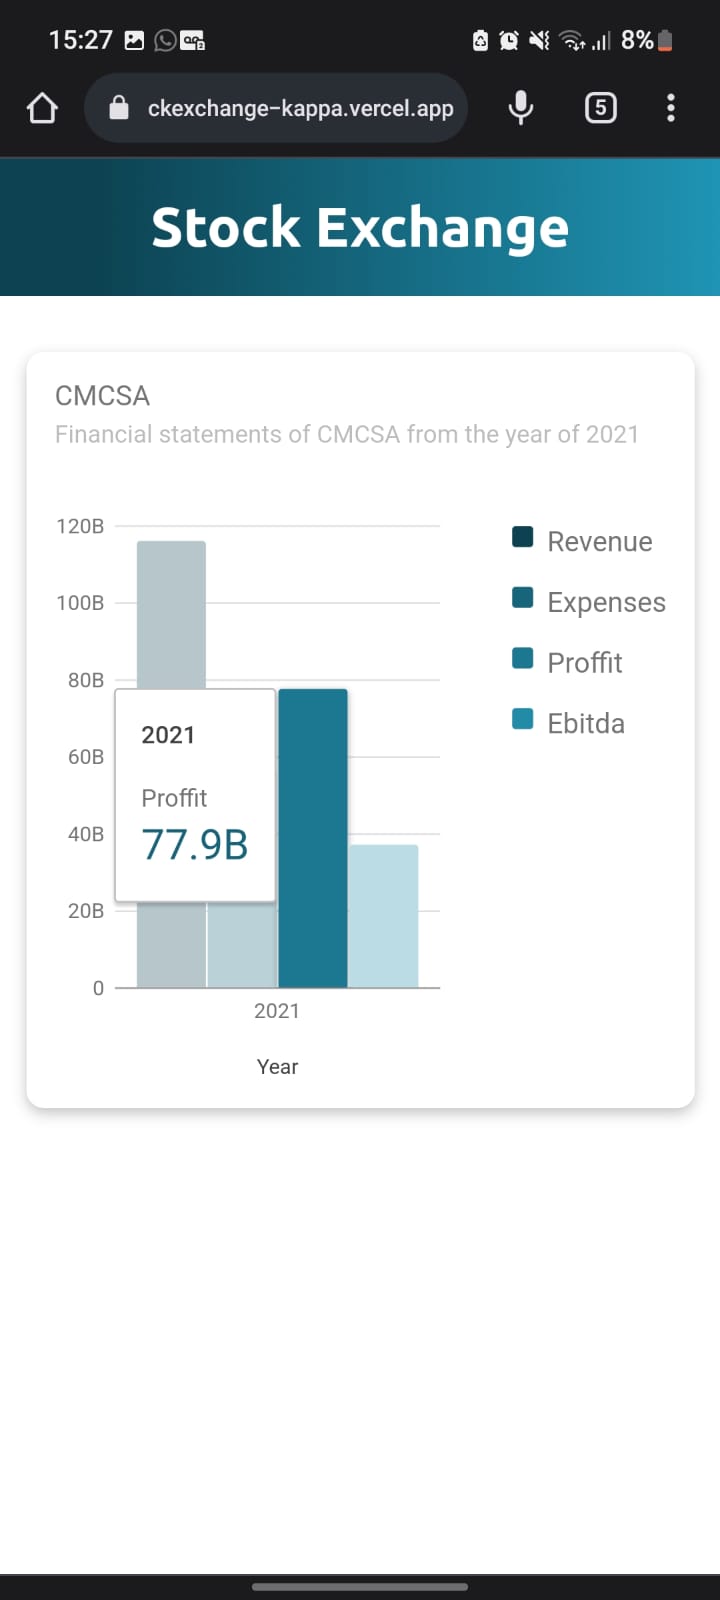 15:27
8%
ckexchange-kappa.vercel.app
5
Stock Exchange
CMCSA
Financial statements of CMCSA from the year of 2021
120B
100B
80B
60B
40B
20B
0
2021
Proffit
77.9B
2021
Year
Revenue
Expenses
Proffit
Ebitda